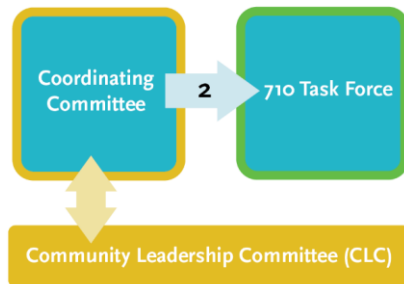 Coordinating
Committee
2
710 Task Force
Community Leadership Committee (CLC)